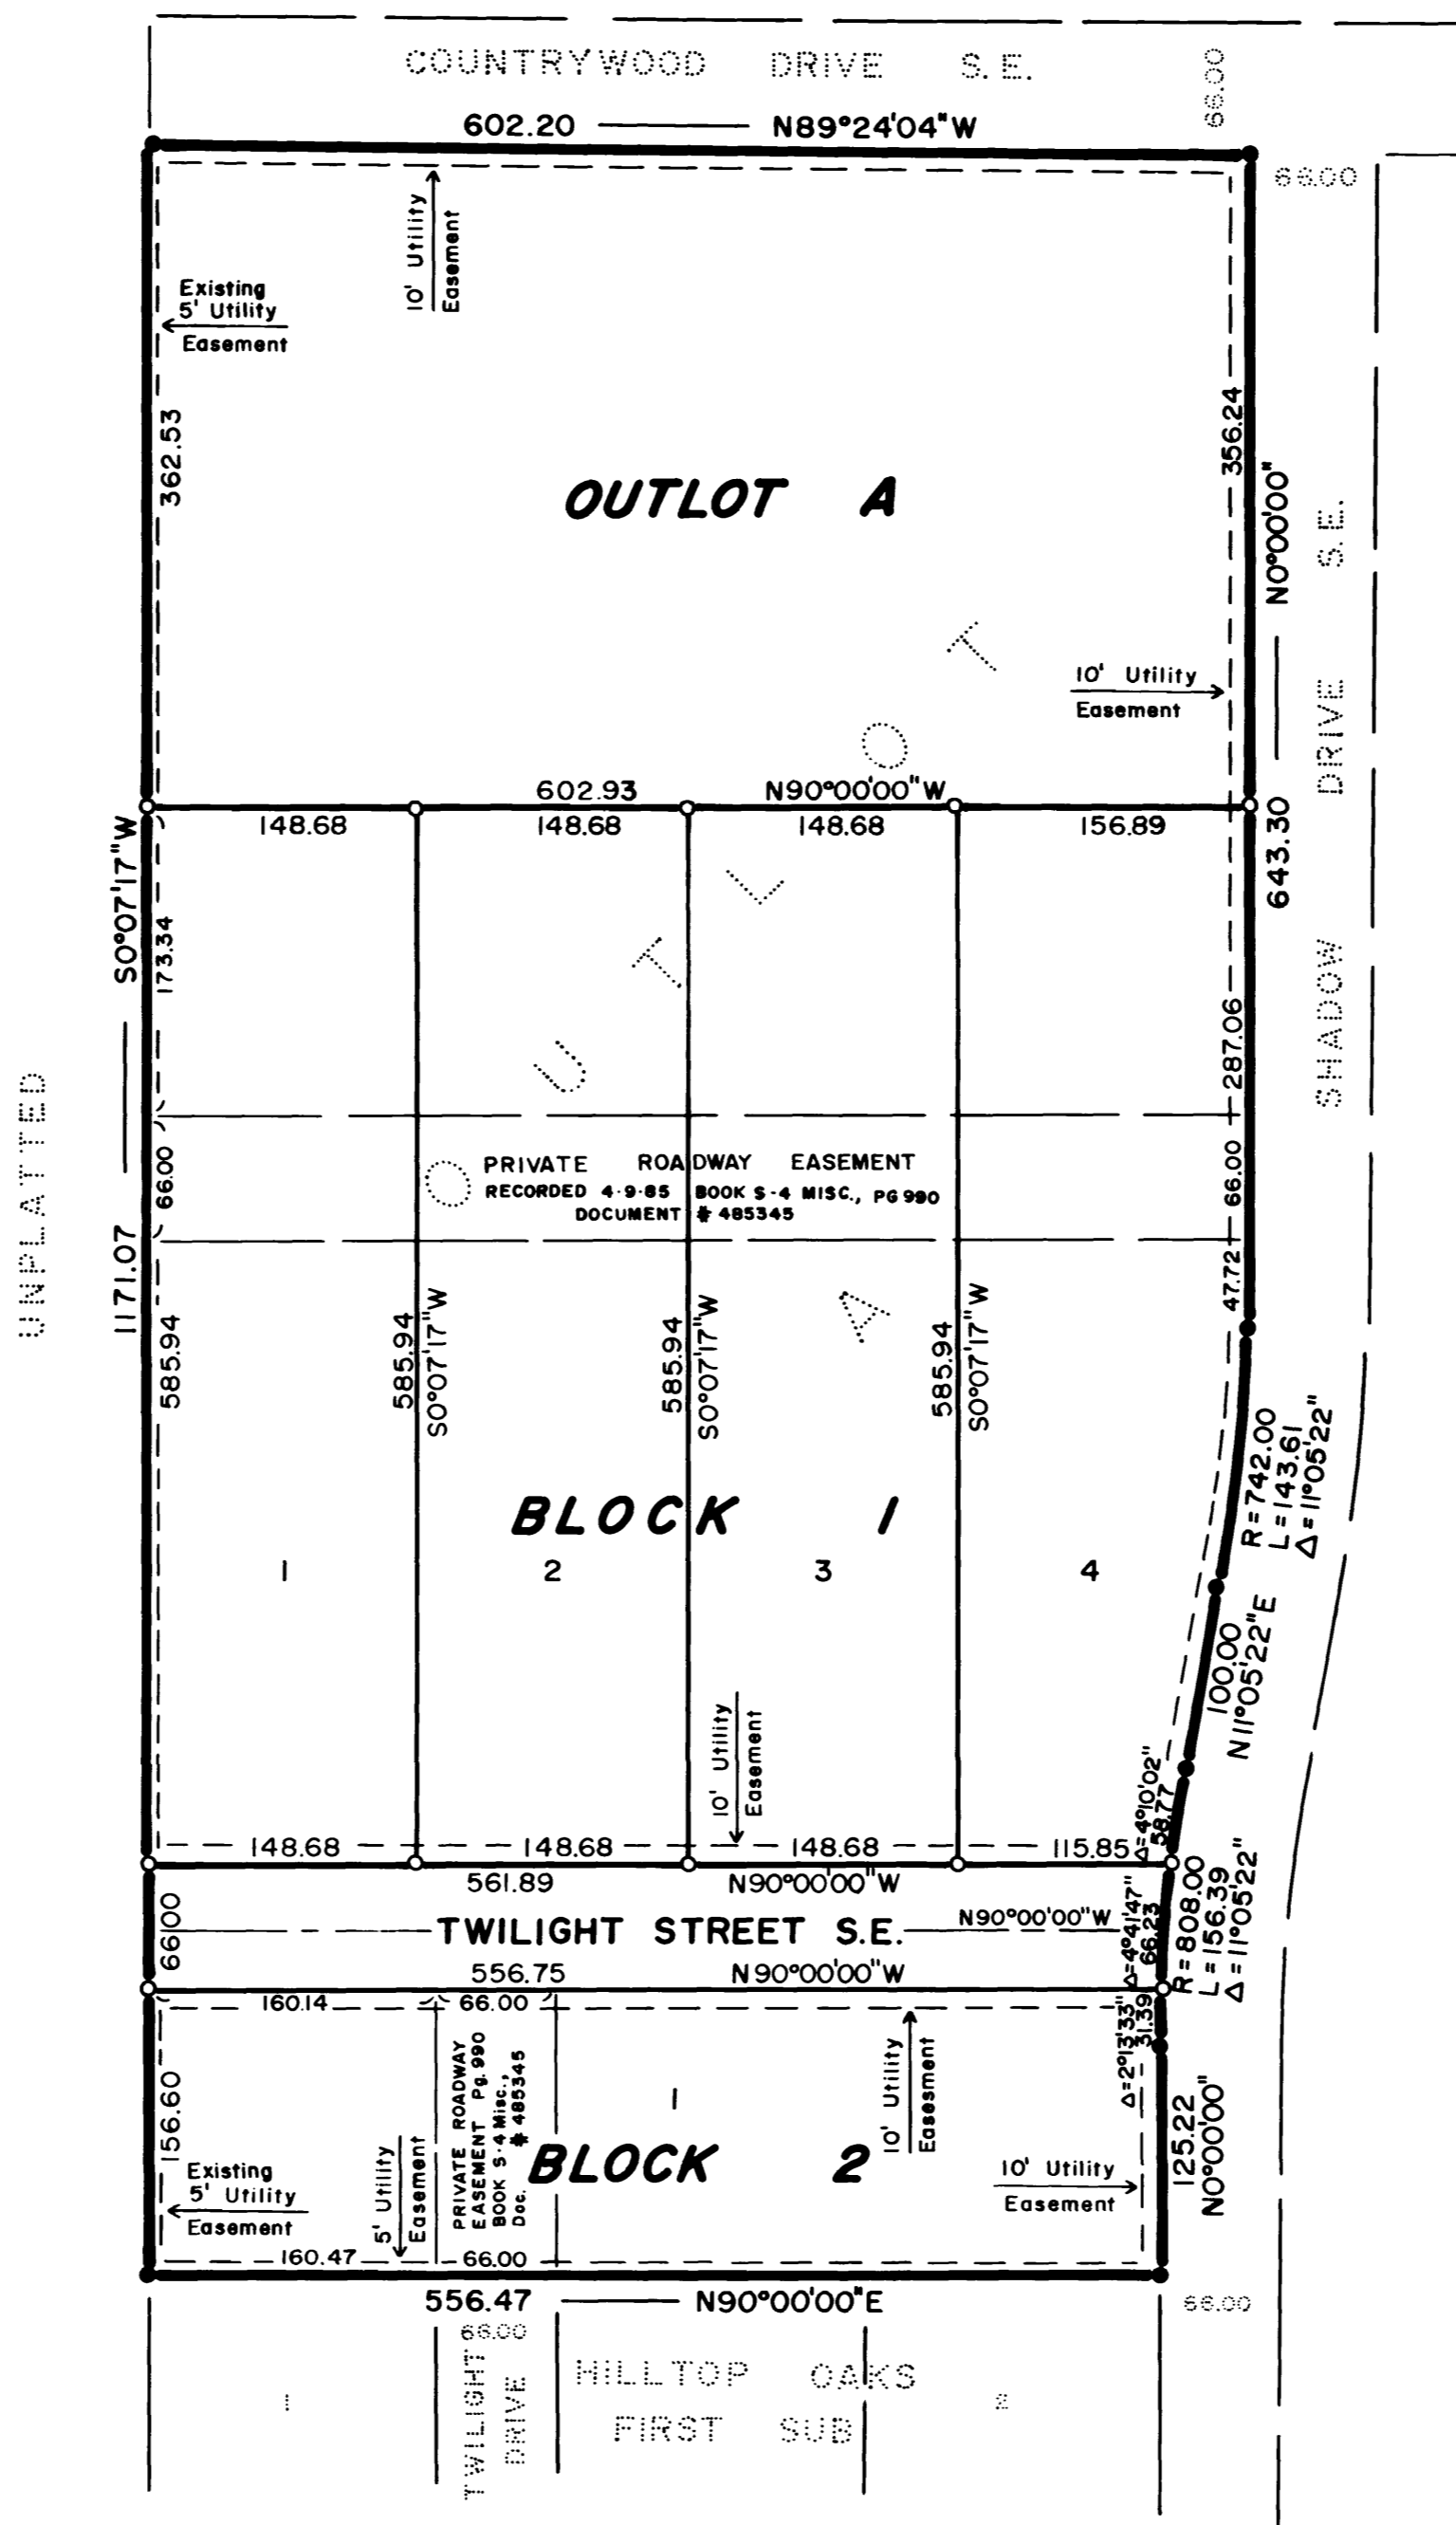 COUNTRYWOOD DRIVE S.E.
66.00
602.20 N89°24'04"W
66.00
10' Utility
Easement
Existing
5' Utility
Easement
362.53
356.24
N0°00'00"
OUTLOT A
SHADOW DRIVE S.E.
10' Utility
Easement
602.93 N90°00'00"W
148.68 148.68 148.68 156.89
643.30
S0°07'17"W
1171.07
UNPLATTED
173.34
66.00
585.94
287.06
66.00
47.72
OUTLOT A
PRIVATE ROADWAY EASEMENT
RECORDED 4-9-85 BOOK S-4 MISC., PG 990
DOCUMENT # 485345
585.94
S0°07'17"W
585.94
S0°07'17"W
585.94
S0°07'17"W
R=742.00
L=143.61
Δ=11°05'22"
BLOCK 1
1 2 3 4
100.00
N11°05'22"E
10' Utility
Easement
Δ=4°10'02"
58.77
148.68 148.68 148.68 115.85
561.89 N90°00'00"W
66.00
TWILIGHT STREET S.E. N90°00'00"W
Δ=4°41'47"
66.23
R=808.00
L=156.39
Δ=11°05'22"
556.75 N90°00'00"W
160.14 66.00
Δ=2°13'33"
31.39
156.60
PRIVATE ROADWAY
EASEMENT Pg. 990
BOOK S-4 Misc.,
Doc. # 485345
1
10' Utility
Easesment
BLOCK 2
125.22
N0°00'00"
Existing
5' Utility
Easement
5' Utility
Easement
10' Utility
Easement
160.47 66.00
556.47 N90°00'00"E
66.00
66.00
TWILIGHT
DRIVE
HILLTOP OAKS
FIRST SUB
1 2